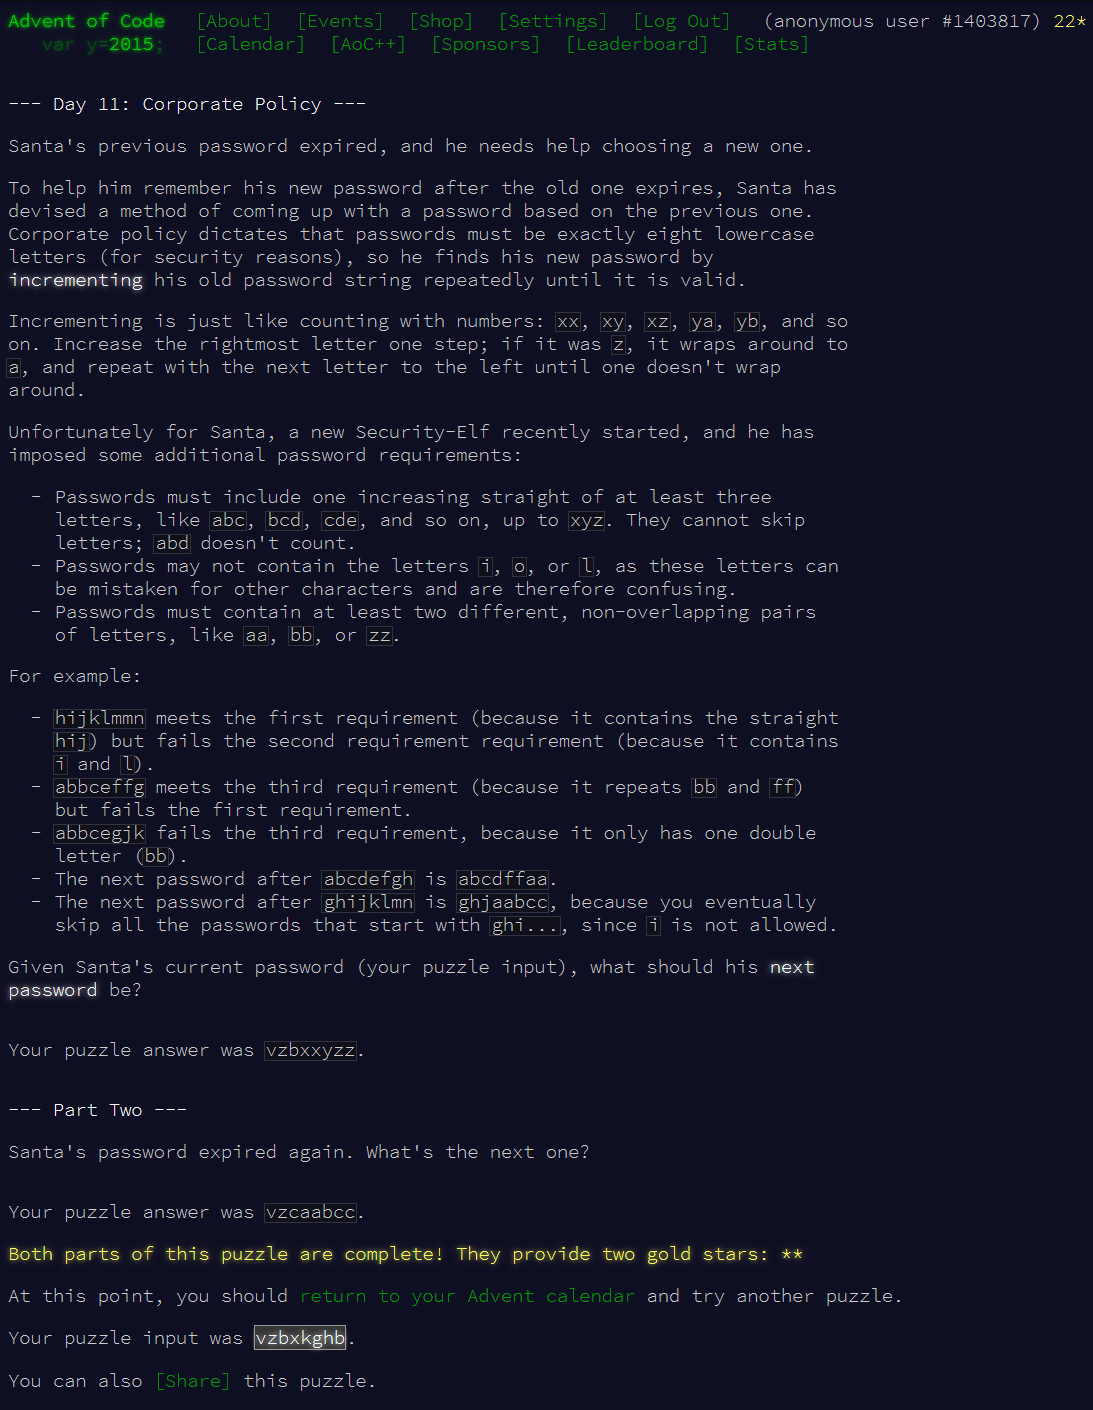 Advent of Code [About] [Events] [Shop] [Settings] [Log Out] (anonymous user #1403817) 22*
var y=2015; [Calendar] [AoC++] [Sponsors] [Leaderboard] [Stats]
--- Day 11: Corporate Policy ---
Santa's previous password expired, and he needs help choosing a new one.
To help him remember his new password after the old one expires, Santa has
devised a method of coming up with a password based on the previous one.
Corporate policy dictates that passwords must be exactly eight lowercase
letters (for security reasons), so he finds his new password by
incrementing his old password string repeatedly until it is valid.
Incrementing is just like counting with numbers: xx, xy, xz, ya, yb, and so
on. Increase the rightmost letter one step; if it was z, it wraps around to
a, and repeat with the next letter to the left until one doesn't wrap
around.
Unfortunately for Santa, a new Security-Elf recently started, and he has
imposed some additional password requirements:
- Passwords must include one increasing straight of at least three
letters, like abc, bcd, cde, and so on, up to xyz. They cannot skip
letters; abd doesn't count.
- Passwords may not contain the letters i, o, or l, as these letters can
be mistaken for other characters and are therefore confusing.
- Passwords must contain at least two different, non-overlapping pairs
of letters, like aa, bb, or zz.
For example:
- hijklmmn meets the first requirement (because it contains the straight
hij) but fails the second requirement requirement (because it contains
i and l).
- abbceffg meets the third requirement (because it repeats bb and ff)
but fails the first requirement.
- abbcegjk fails the third requirement, because it only has one double
letter (bb).
- The next password after abcdefgh is abcdffaa.
- The next password after ghijklmn is ghjaabcc, because you eventually
skip all the passwords that start with ghi..., since i is not allowed.
Given Santa's current password (your puzzle input), what should his next
password be?
Your puzzle answer was vzbxxyzz.
--- Part Two ---
Santa's password expired again. What's the next one?
Your puzzle answer was vzcaabcc.
Both parts of this puzzle are complete! They provide two gold stars: **
At this point, you should return to your Advent calendar and try another puzzle.
Your puzzle input was vzbxkghb.
You can also [Share] this puzzle.